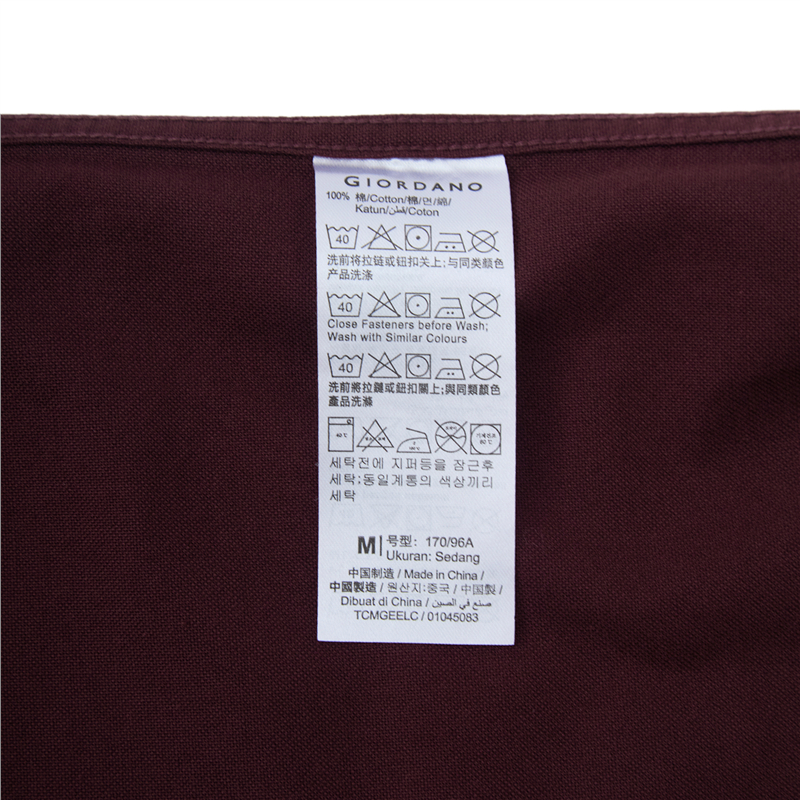 GIORDANO
100% 棉/Cotton/棉/면/綿/
Katun/قطن/Coton
40
洗前将拉链或钮扣关上;与同类颜色
产品洗涤
40
Close Fasteners before Wash;
Wash with Similar Colours
40
洗前將拉鏈或鈕扣關上;與同類顏色
產品洗滌
세탁전에 지퍼등을 잠근후
세탁;동일계통의 색상끼리
세탁
M 号型: 170/96A
Ukuran: Sedang
中国制造 / Made in China /
中國製造 / 원산지:중국 / 中国製 /
Dibuat di China / صنع في الصين /
TCMGEELC / 01045083